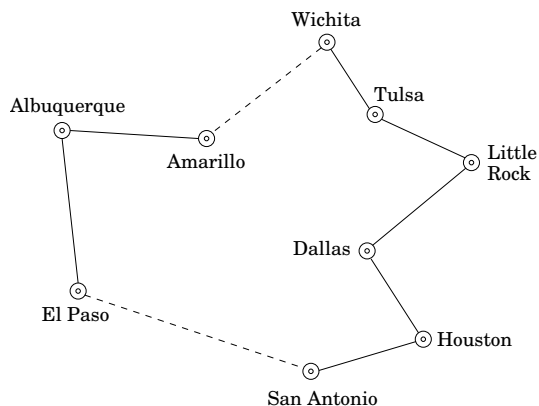 Wichita
Albuquerque
Tulsa
Amarillo
Little
Rock
Dallas
El Paso
Houston
San Antonio